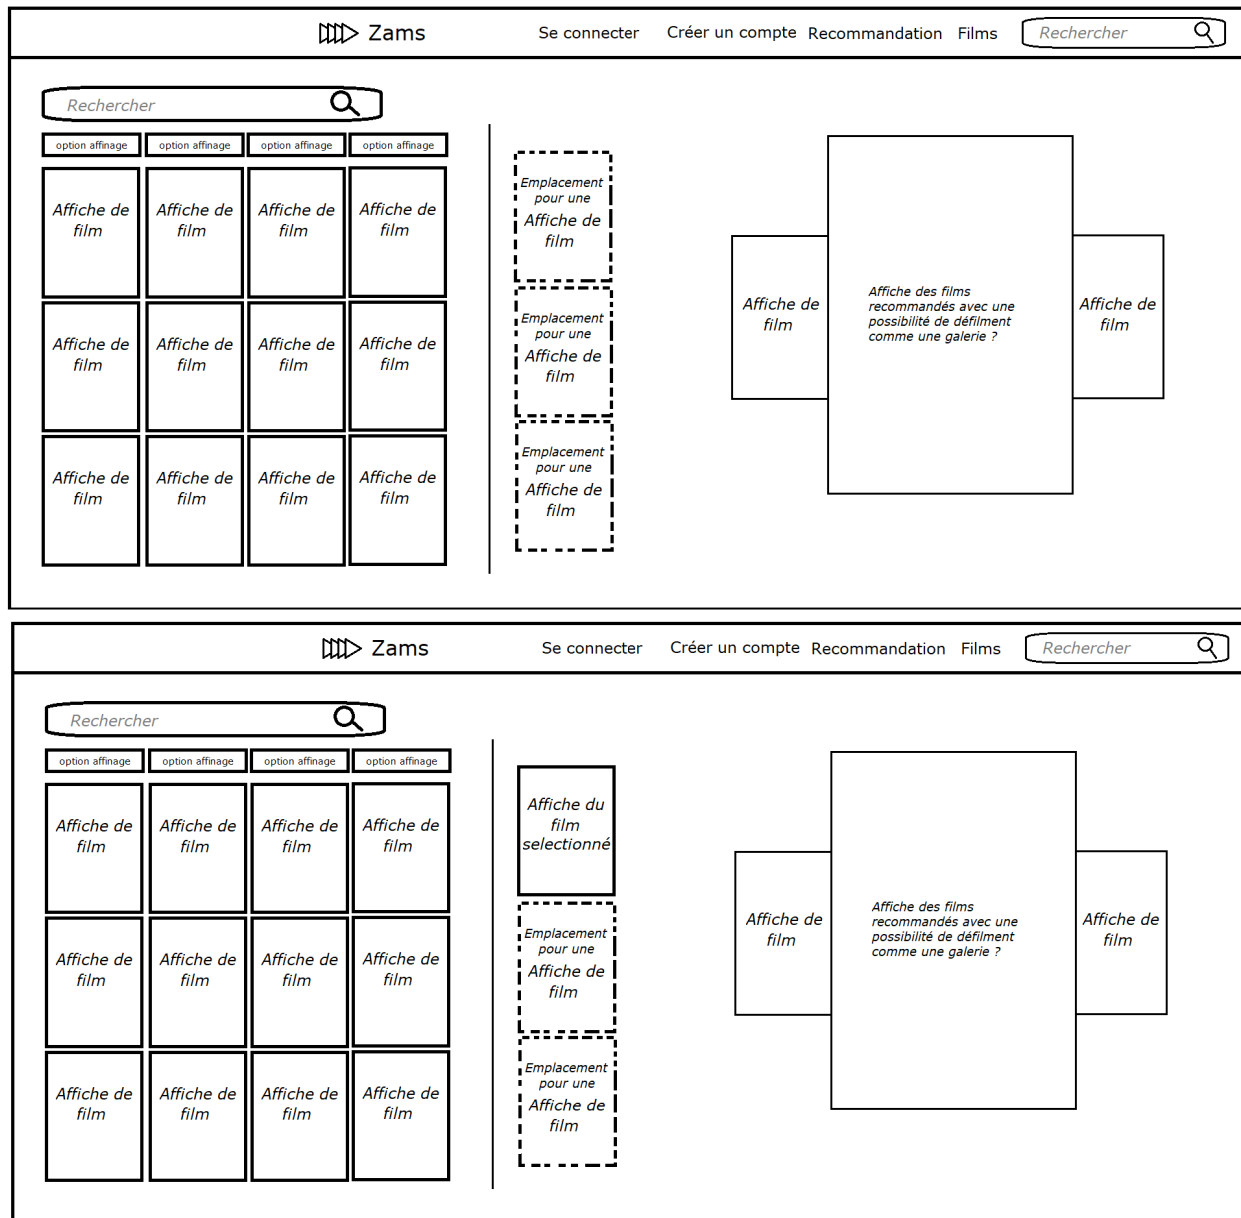 Zams
Se connecter
Créer un compte
Recommandation
Films
Rechercher
Rechercher
option affinage
option affinage
option affinage
option affinage
Affiche de
film
Affiche de
film
Affiche de
film
Affiche de
film
Affiche de
film
Affiche de
film
Affiche de
film
Affiche de
film
Affiche de
film
Affiche de
film
Affiche de
film
Affiche de
film
Emplacement
pour une
Affiche de
film
Emplacement
pour une
Affiche de
film
Emplacement
pour une
Affiche de
film
Affiche de
film
Affiche des films
recommandés avec une
possibilité de défilment
comme une galerie ?
Affiche de
film
Zams
Se connecter
Créer un compte
Recommandation
Films
Rechercher
Rechercher
option affinage
option affinage
option affinage
option affinage
Affiche de
film
Affiche de
film
Affiche de
film
Affiche de
film
Affiche de
film
Affiche de
film
Affiche de
film
Affiche de
film
Affiche de
film
Affiche de
film
Affiche de
film
Affiche de
film
Affiche du
film
selectionné
Emplacement
pour une
Affiche de
film
Emplacement
pour une
Affiche de
film
Affiche de
film
Affiche des films
recommandés avec une
possibilité de défilment
comme une galerie ?
Affiche de
film